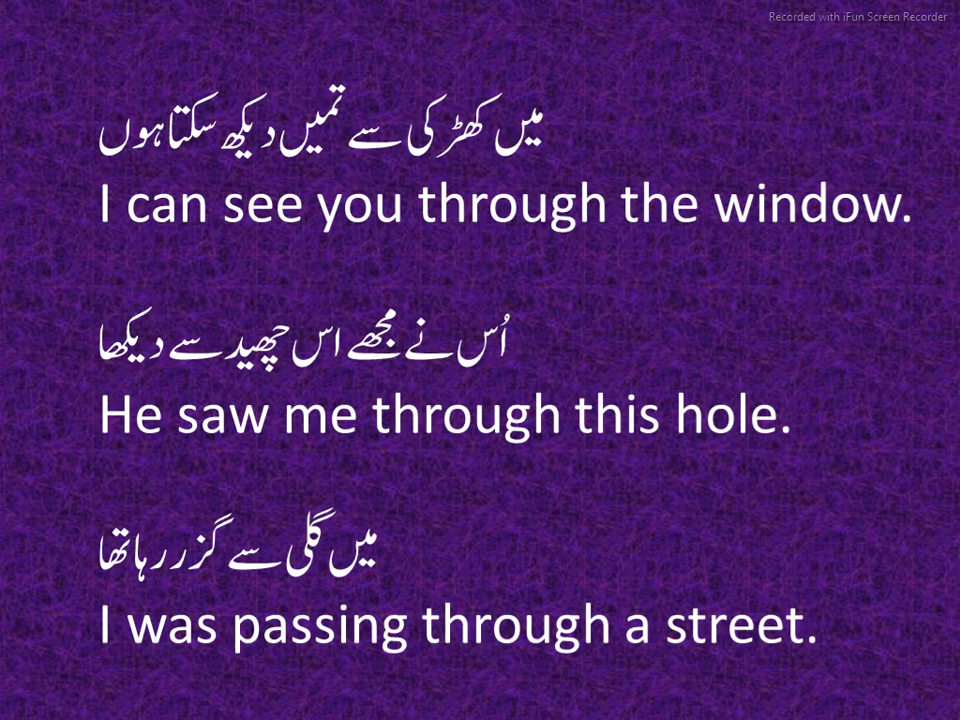 Recorded with iFun Screen Recorder
میں کھڑکی سے تمیں دیکھ سکتا ہوں
I can see you through the window.
اُس نے مجھے اس چھید سے دیکھا
He saw me through this hole.
میں گلی سے گزر رہا تھا
I was passing through a street.